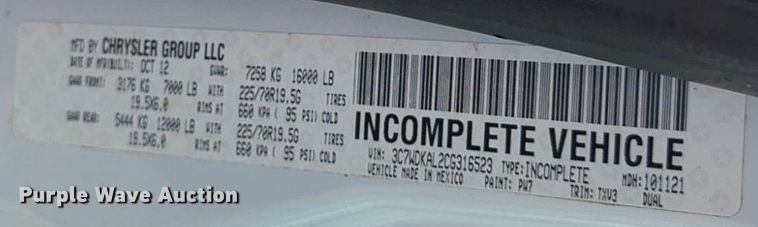 MFD BY CHRYSLER GROUP LLC
DATE OF MFR(BUILT): OCT 12 GVWR: 7258 KG 16000 LB
GAWR FRONT: 3176 KG 7000 LB WITH 225/70R19.5G TIRES
19.5X6.0 RIMS AT 660 KPA ( 95 PSI) COLD
GAWR REAR: 5444 KG 12000 LB WITH 225/70R19.5G TIRES
19.5X6.0 RIMS AT 660 KPA ( 95 PSI) COLD
INCOMPLETE VEHICLE
VIN: 3C7WDKAL2CG316523 TYPE: INCOMPLETE MDH: 101121
VEHICLE MADE IN MEXICO PAINT: PW7 TRIM: TXV3 DUAL
Purple Wave Auction